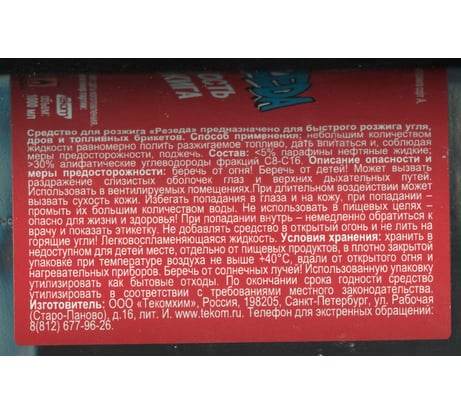 Средство для розжига «Резеда» предназначено для быстрого розжига угля,
дров и топливных брикетов. Способ применения: небольшим количеством
жидкости равномерно полить разжигаемое топливо, дать впитаться и, соблюдая
меры предосторожности, поджечь. Состав: <5% парафины нефтяные жидкие;
>30% алифатические углеводороды фракций С8-С16. Описание опасности и
меры предосторожности: беречь от огня! Беречь от детей! Может вызвать
раздражение слизистых оболочек глаз и верхних дыхательных путей.
Использовать в вентилируемых помещениях.При длительном воздействии может
вызвать сухость кожи. Избегать попадания в глаза и на кожу, при попадании –
промыть их большим количеством воды. Не использовать в пищевых целях –
опасно для жизни и здоровья! При попадании внутрь – немедленно обратиться к
врачу и показать этикетку. Не добавлять средство в открытый огонь и не лить на
горящие угли! Легковоспламеняющаяся жидкость. Условия хранения: хранить в
недоступном для детей месте, отдельно от пищевых продуктов, в плотно закрытой
упаковке при температуре воздуха не выше +40°С, вдали от открытого огня и
нагревательных приборов. Беречь от солнечных лучей! Использованную упаковку
утилизировать как бытовые отходы. По окончании срока годности средство
утилизировать в соответствии с требованиями местного законодательства.
Изготовитель: ООО «Текомхим», Россия, 198205, Санкт-Петербург, ул. Рабочая
(Старо-Паново), д.16, лит. И. www.tekom.ru. Телефон для экстренных обращений:
8(812) 677-96-26.